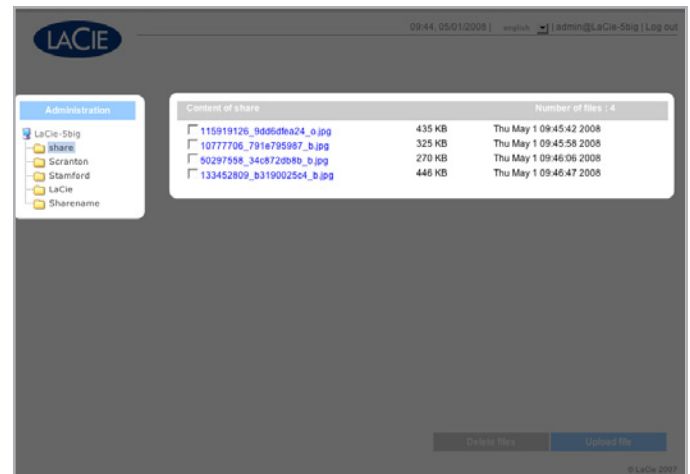 LACIE
09:44, 05/01/2008 | english | admin@LaCie-5big | Log out
Administration
LaCie-5big
share
Scranton
Stamford
LaCie
Sharename
Content of share Number of files : 4
115919126_9dd6dfea24_o.jpg 435 KB Thu May 1 09:45:42 2008
10777706_791e795987_b.jpg 325 KB Thu May 1 09:45:58 2008
50297558_34c872db8b_b.jpg 270 KB Thu May 1 09:46:06 2008
133452809_b3190025c4_b.jpg 446 KB Thu May 1 09:46:47 2008
Delete files Upload file
© LaCie 2007